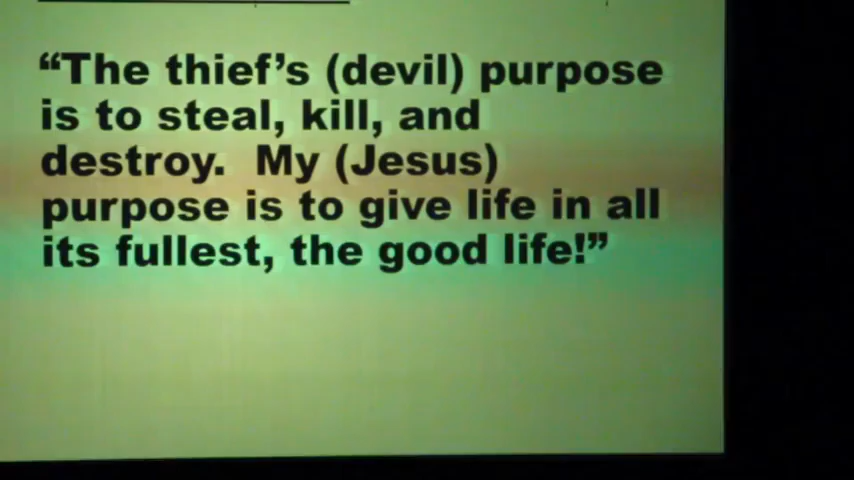 “The thief’s (devil) purpose
is to steal, kill, and
destroy.  My (Jesus)
purpose is to give life in all
its fullest, the good life!”